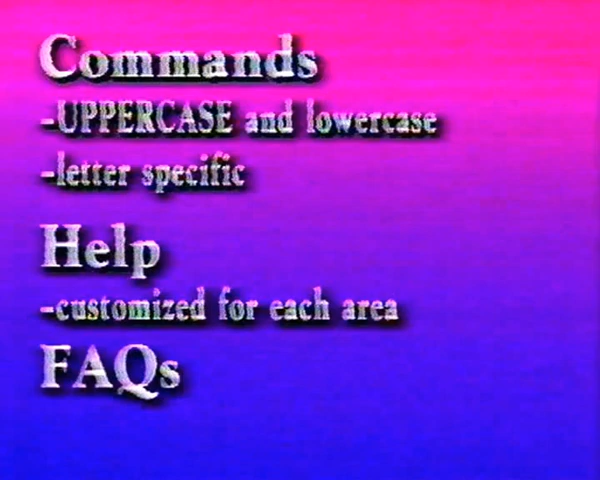 Commands
-UPPERCASE and lowercase
-letter specific
Help
-customized for each area
FAQs